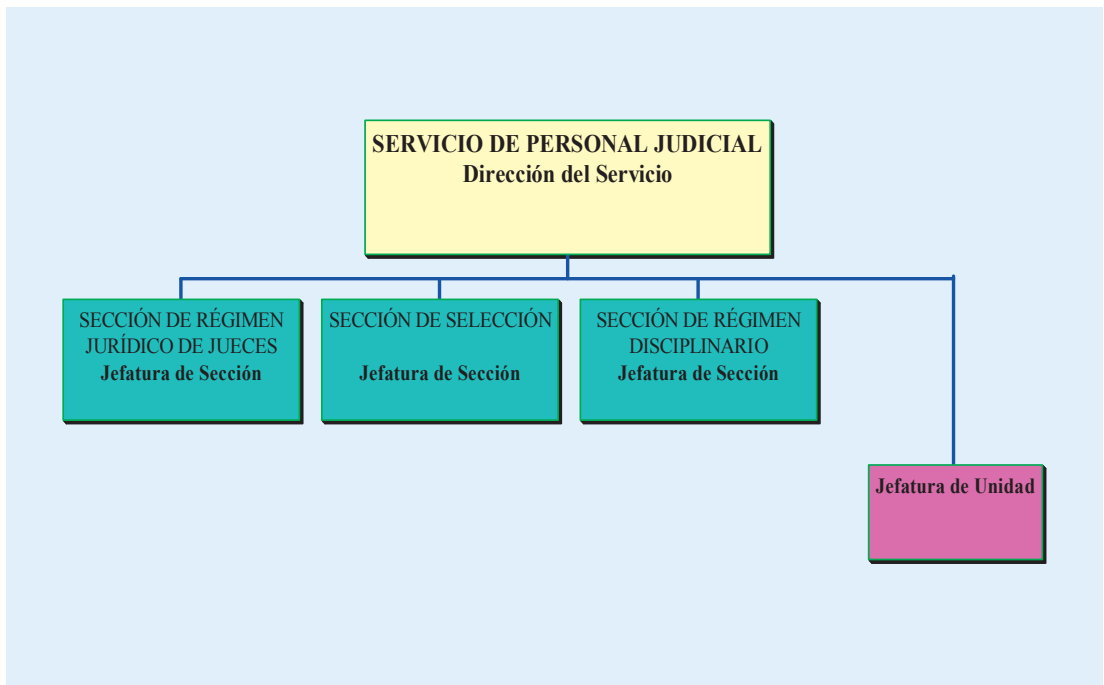 SERVICIO DE PERSONAL JUDICIAL
Dirección del Servicio
SECCIÓN DE RÉGIMEN
JURÍDICO DE JUECES
Jefatura de Sección
SECCIÓN DE SELECCIÓN
Jefatura de Sección
SECCIÓN DE RÉGIMEN
DISCIPLINARIO
Jefatura de Sección
Jefatura de Unidad